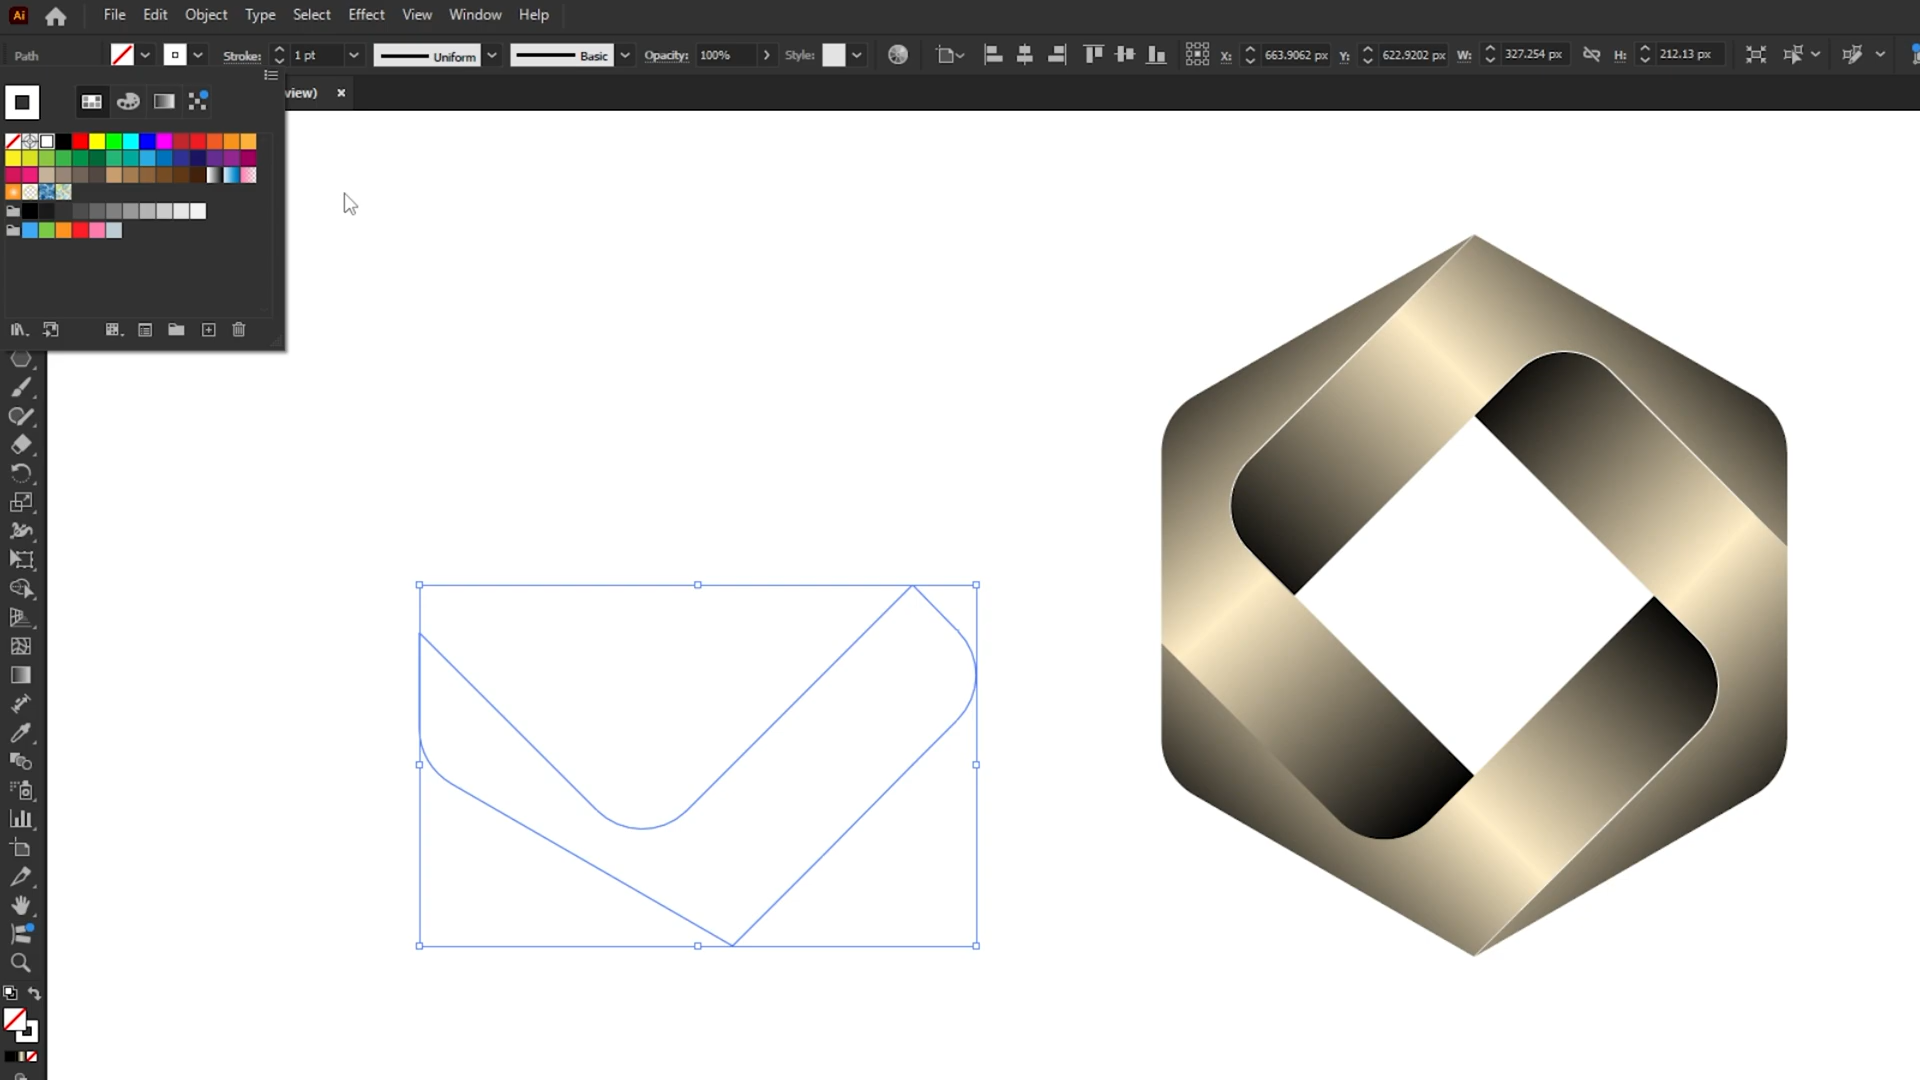 Ai File Edit Object Type Select Effect View Window Help
Path Stroke: 1 pt Uniform Basic Opacity: 100% Style: X: 663.9062 px Y: 622.9202 px W: 327.254 px H: 212.13 px
view) ×